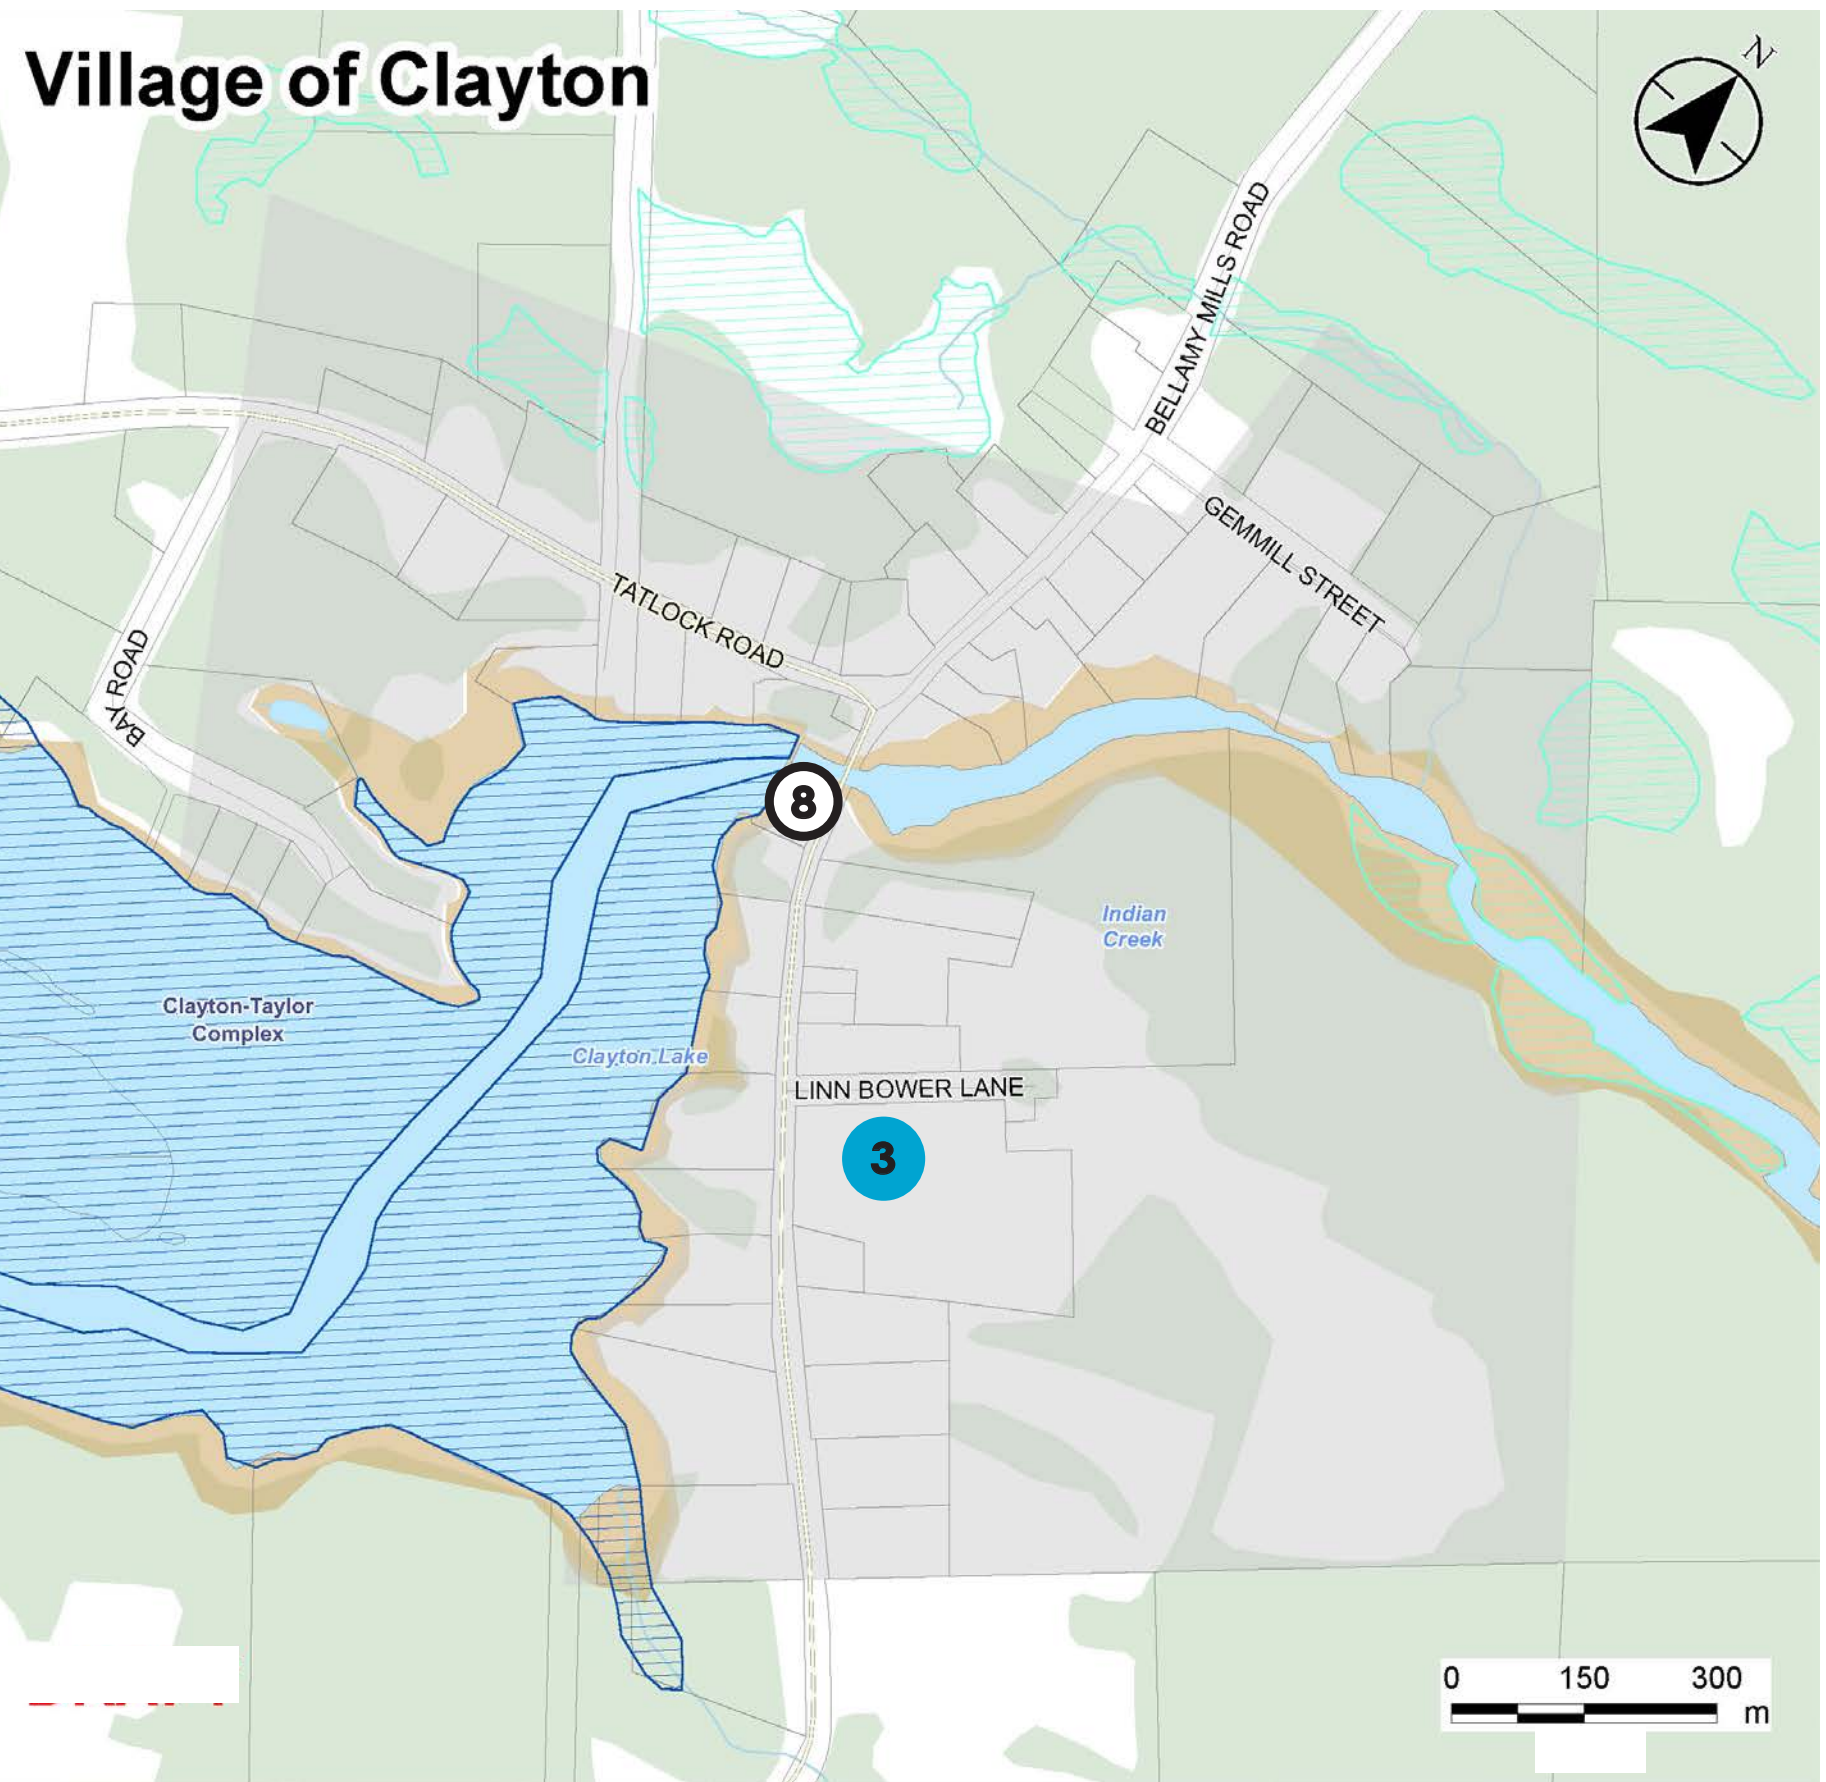 Village of Clayton
N
BELLAMY MILLS ROAD
GEMMILL STREET
TATLOCK ROAD
BAY ROAD
8
Indian
Creek
Clayton-Taylor
Complex
Clayton Lake
LINN BOWER LANE
3
0 150 300
m